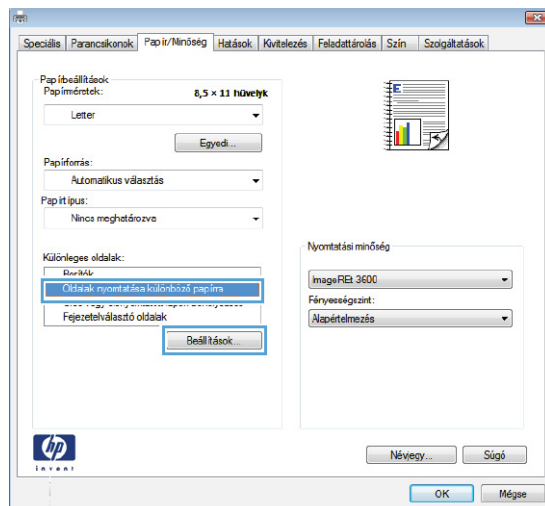 Speciális Parancsikonok Papír/Minőség Hatások Kivitelezés Feladattárolás Szín Szolgáltatások
Papírbeállítások
Papírméretek: 8,5 × 11 hüvelyk
Letter
Egyedi...
Papírforrás:
Automatikus választás
Papírtípus:
Nincs meghatározva
Különleges oldalak:
Borítók
Oldalak nyomtatása különböző papírra
Fejezetelválasztó oldalak
Beállítások...
Nyomtatási minőség
ImageREt 3600
Fényességszint:
Alapértelmezés
hp
invent
Névjegy... Súgó
OK Mégse